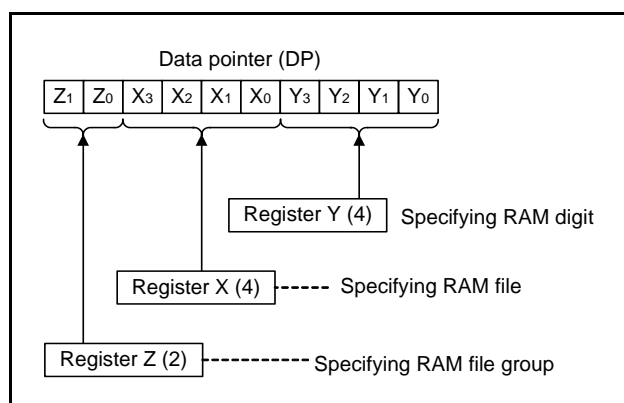 Data pointer (DP)
Z1 Z0 X3 X2 X1 X0 Y3 Y2 Y1 Y0
Register Y (4) Specifying RAM digit
Register X (4) Specifying RAM file
Register Z (2) Specifying RAM file group